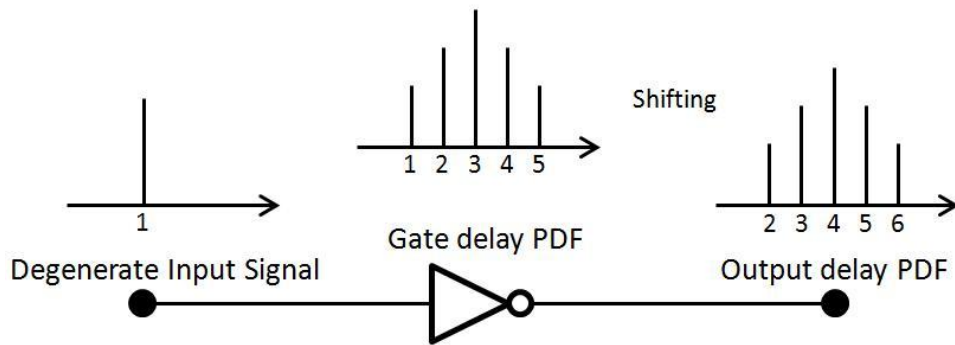 1 2 3 4 5
Shifting
1
2 3 4 5 6
Gate delay PDF
Degenerate Input Signal
Output delay PDF